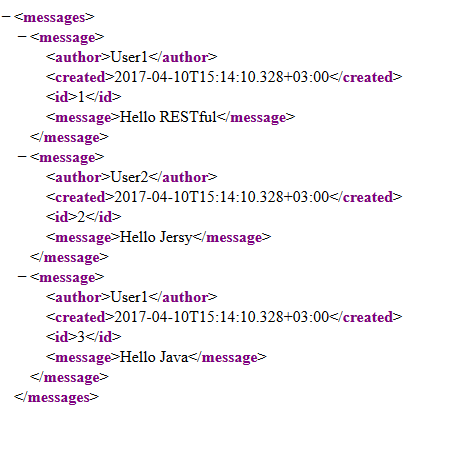 − <messages>
− <message>
<author>User1</author>
<created>2017-04-10T15:14:10.328+03:00</created>
<id>1</id>
<message>Hello RESTful</message>
</message>
− <message>
<author>User2</author>
<created>2017-04-10T15:14:10.328+03:00</created>
<id>2</id>
<message>Hello Jersy</message>
</message>
− <message>
<author>User1</author>
<created>2017-04-10T15:14:10.328+03:00</created>
<id>3</id>
<message>Hello Java</message>
</message>
</messages>